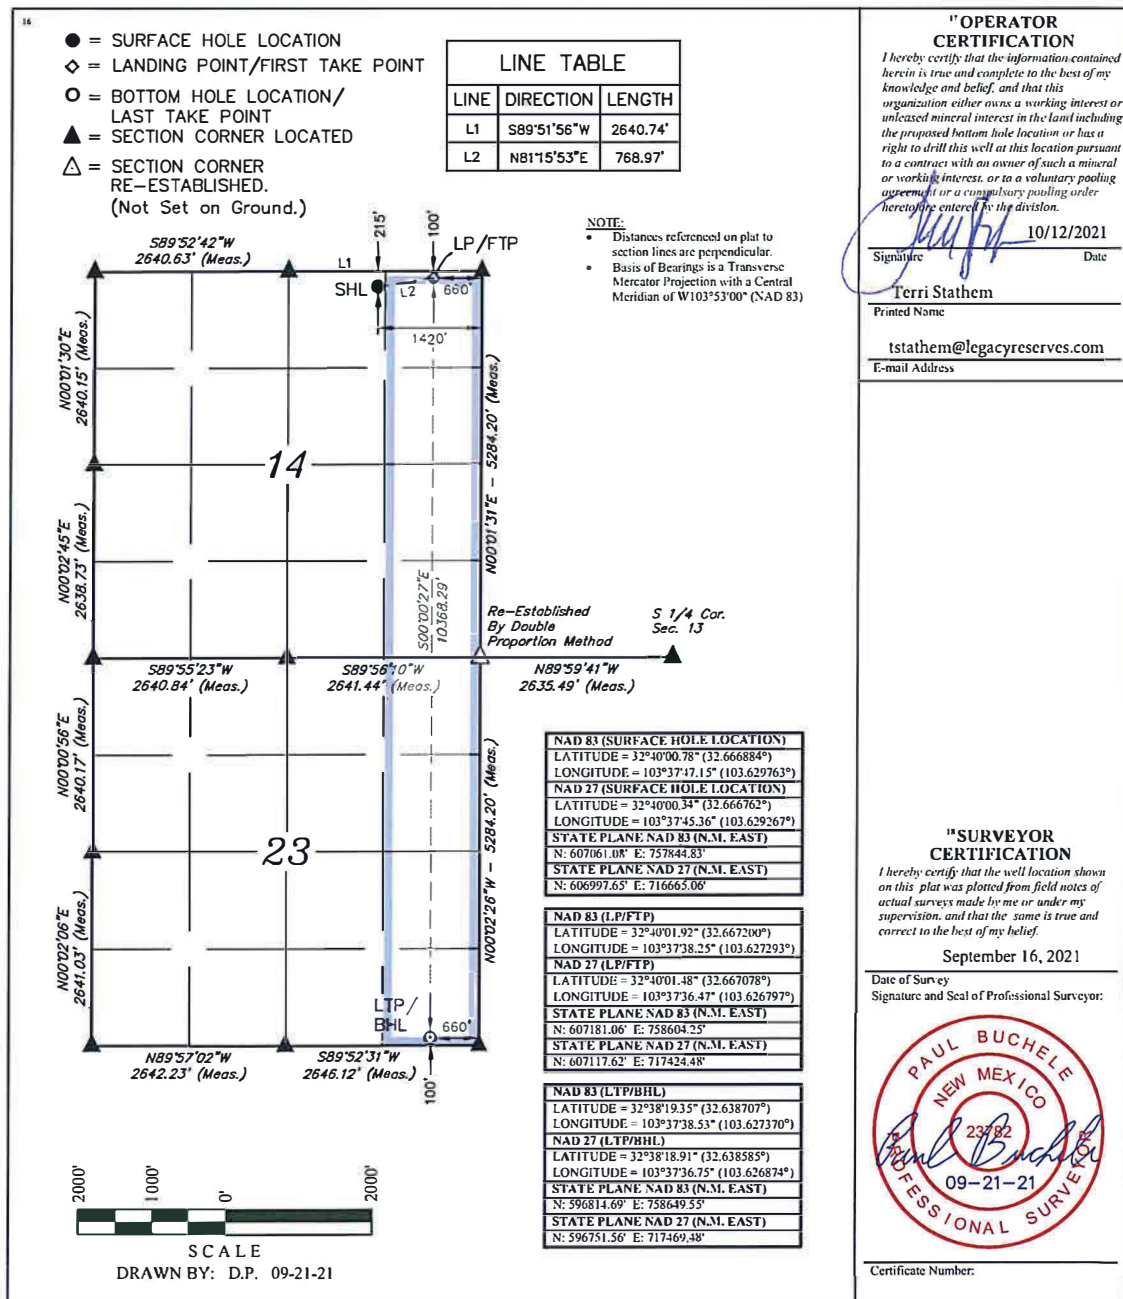 16
● = SURFACE HOLE LOCATION
◇ = LANDING POINT/FIRST TAKE POINT
O = BOTTOM HOLE LOCATION/
LAST TAKE POINT
▲ = SECTION CORNER LOCATED
△ = SECTION CORNER
RE-ESTABLISHED.
(Not Set on Ground.)
LINE TABLE
LINE DIRECTION LENGTH
L1 S89°51'56"W 2640.74'
L2 N81°15'53"E 768.97'
NOTE:
• Distances referenced on plat to
section lines are perpendicular.
• Basis of Bearings is a Transverse
Mercator Projection with a Central
Meridian of W103°53'00" (NAD 83)
S89°52'42"W
2640.63' (Meas.)
L1
215'
100'
LP/FTP
SHL
L2
660'
1420'
N00°01'30"E
2640.15' (Meas.)
14
N00°01'31"E - 5284.20' (Meas.)
N00°02'45"E
2638.73' (Meas.)
S00°00'27"E
10368.29'
Re-Established
By Double
Proportion Method
S 1/4 Cor.
Sec. 13
S89°55'23"W
2640.84' (Meas.)
S89°56'10"W
2641.44' (Meas.)
N89°59'41"W
2635.49' (Meas.)
N00°00'56"E
2640.17' (Meas.)
23
N00°02'26"W - 5284.20' (Meas.)
N00°02'06"E
2641.03' (Meas.)
LTP/
BHL
660'
N89°57'02"W
2642.23' (Meas.)
S89°52'31"W
2646.12' (Meas.)
100'
NAD 83 (SURFACE HOLE LOCATION)
LATITUDE = 32°40'00.78" (32.666884°)
LONGITUDE = 103°37'47.15" (103.629763°)
NAD 27 (SURFACE HOLE LOCATION)
LATITUDE = 32°40'00.34" (32.666762°)
LONGITUDE = 103°37'45.36" (103.629267°)
STATE PLANE NAD 83 (N.M. EAST)
N: 607061.08' E: 757844.83'
STATE PLANE NAD 27 (N.M. EAST)
N: 606997.65' E: 716665.06'
NAD 83 (LP/FTP)
LATITUDE = 32°40'01.92" (32.667200°)
LONGITUDE = 103°37'38.25" (103.627293°)
NAD 27 (LP/FTP)
LATITUDE = 32°40'01.48" (32.667078°)
LONGITUDE = 103°37'36.47" (103.626797°)
STATE PLANE NAD 83 (N.M. EAST)
N: 607181.06' E: 758604.25'
STATE PLANE NAD 27 (N.M. EAST)
N: 607117.62' E: 717424.48'
NAD 83 (LTP/BHL)
LATITUDE = 32°38'19.35" (32.638707°)
LONGITUDE = 103°37'38.53" (103.627370°)
NAD 27 (LTP/BHL)
LATITUDE = 32°38'18.91" (32.638585°)
LONGITUDE = 103°37'36.75" (103.626874°)
STATE PLANE NAD 83 (N.M. EAST)
N: 596814.69' E: 758649.55'
STATE PLANE NAD 27 (N.M. EAST)
N: 596751.56' E: 717469.48'
2000'
1000'
0'
2000'
SCALE
DRAWN BY: D.P. 09-21-21
17 OPERATOR
CERTIFICATION
I hereby certify that the information contained
herein is true and complete to the best of my
knowledge and belief, and that this
organization either owns a working interest or
unleased mineral interest in the land including
the proposed bottom hole location or has a
right to drill this well at this location pursuant
to a contract with an owner of such a mineral
or working interest, or to a voluntary pooling
agreement or a compulsory pooling order
heretofore entered by the division.
10/12/2021
Signature Date
Terri Stathem
Printed Name
tstathem@legacyreserves.com
E-mail Address
18 SURVEYOR
CERTIFICATION
I hereby certify that the well location shown
on this plat was plotted from field notes of
actual surveys made by me or under my
supervision, and that the same is true and
correct to the best of my belief.
September 16, 2021
Date of Survey
Signature and Seal of Professional Surveyor:
PAUL BUCHELE
NEW MEXICO
23782
Paul Buchele
09-21-21
PROFESSIONAL SURVEYOR
Certificate Number: